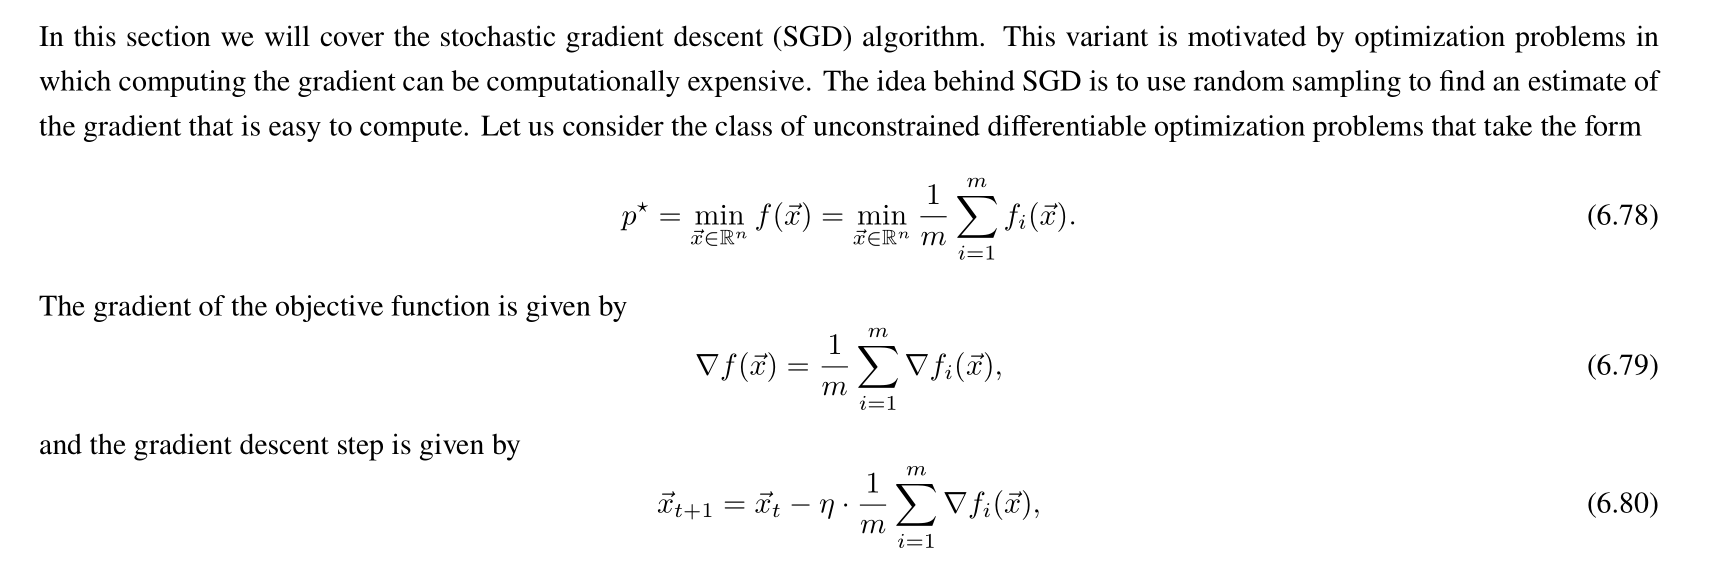 In this section we will cover the stochastic gradient descent (SGD) algorithm. This variant is motivated by optimization problems in
which computing the gradient can be computationally expensive. The idea behind SGD is to use random sampling to find an estimate of
the gradient that is easy to compute. Let us consider the class of unconstrained differentiable optimization problems that take the form
$p^\star = \min_{\vec{x} \in \mathbb{R}^n} f(\vec{x}) = \min_{\vec{x} \in \mathbb{R}^n} \frac{1}{m} \sum_{i=1}^{m} f_i(\vec{x}).$ (6.78)
The gradient of the objective function is given by
$\nabla f(\vec{x}) = \frac{1}{m} \sum_{i=1}^{m} \nabla f_i(\vec{x}),$ (6.79)
and the gradient descent step is given by
$\vec{x}_{t+1} = \vec{x}_t - \eta \cdot \frac{1}{m} \sum_{i=1}^{m} \nabla f_i(\vec{x}),$ (6.80)